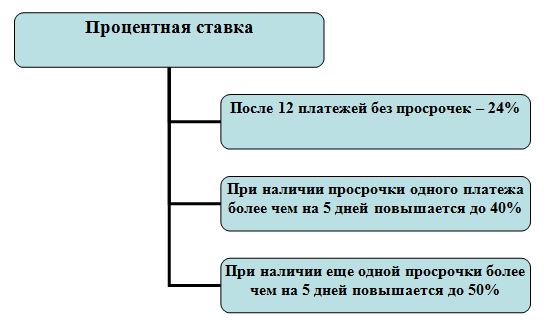 Процентная ставка
После 12 платежей без просрочек – 24%
При наличии просрочки одного платежа
более чем на 5 дней повышается до 40%
При наличии еще одной просрочки более
чем на 5 дней повышается до 50%